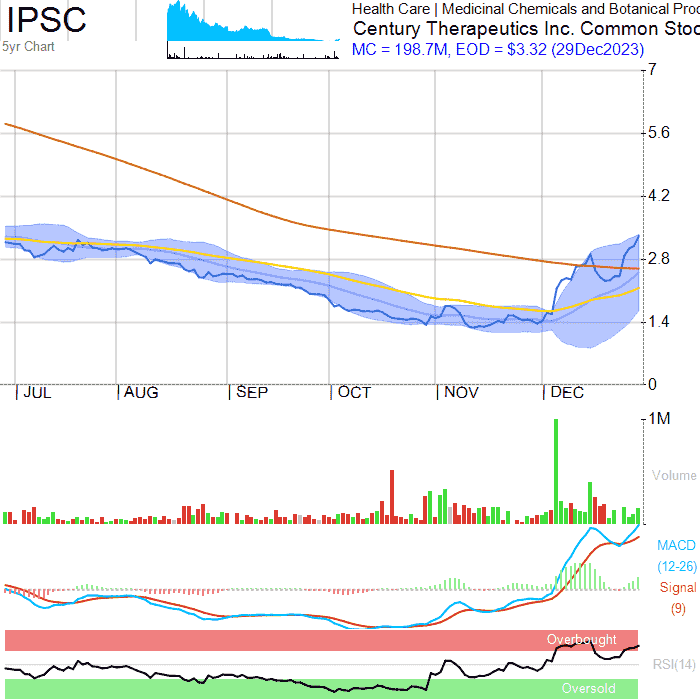 IPSC
5yr Chart
Health Care | Medicinal Chemicals and Botanical Prod
Century Therapeutics Inc. Common Stoc
MC = 198.7M, EOD = $3.32 (29Dec2023)
7
5.6
4.2
2.8
1.4
0
JUL AUG SEP OCT NOV DEC
1M
Volume
MACD
(12-26)
Signal
(9)
Overbought
RSI(14)
Oversold